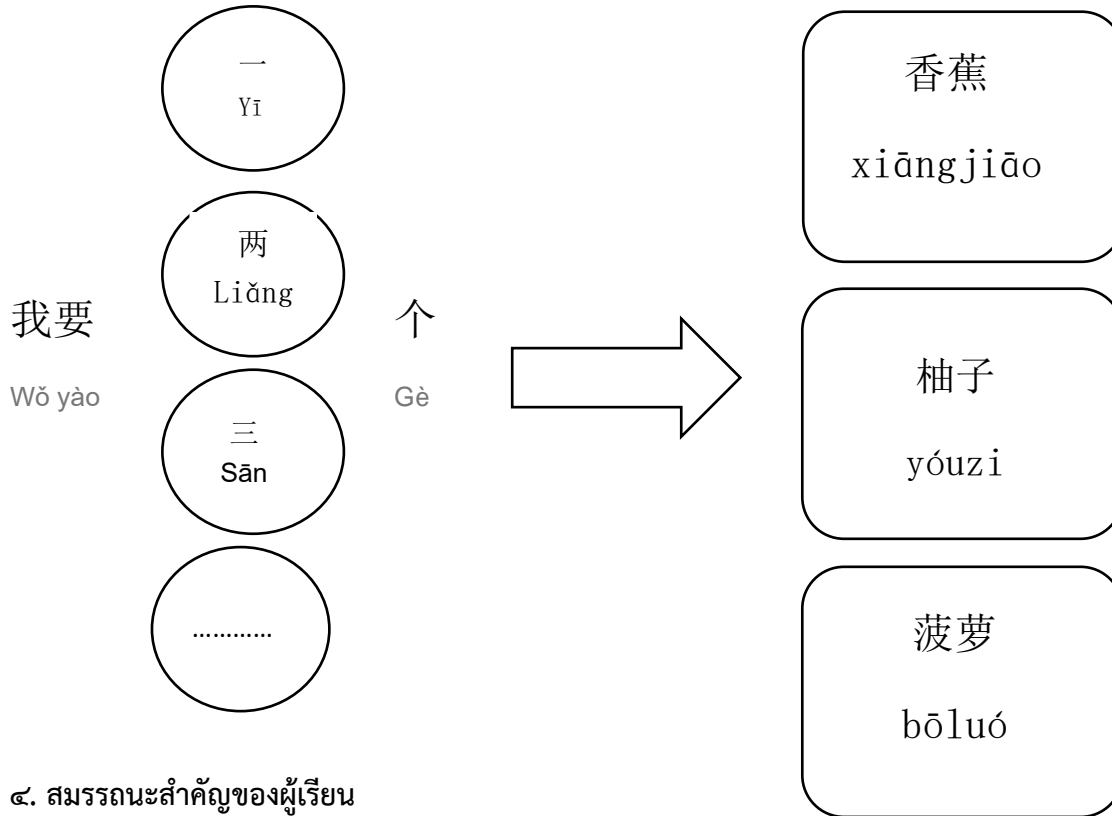 一
Yī
两
Liǎng
三
Sān
…………
我要
Wǒ yào
个
Gè
香蕉
xiāngjiāo
柚子
yóuzi
菠萝
bōluó
๔. สมรรถนะสำคัญของผู้เรียน